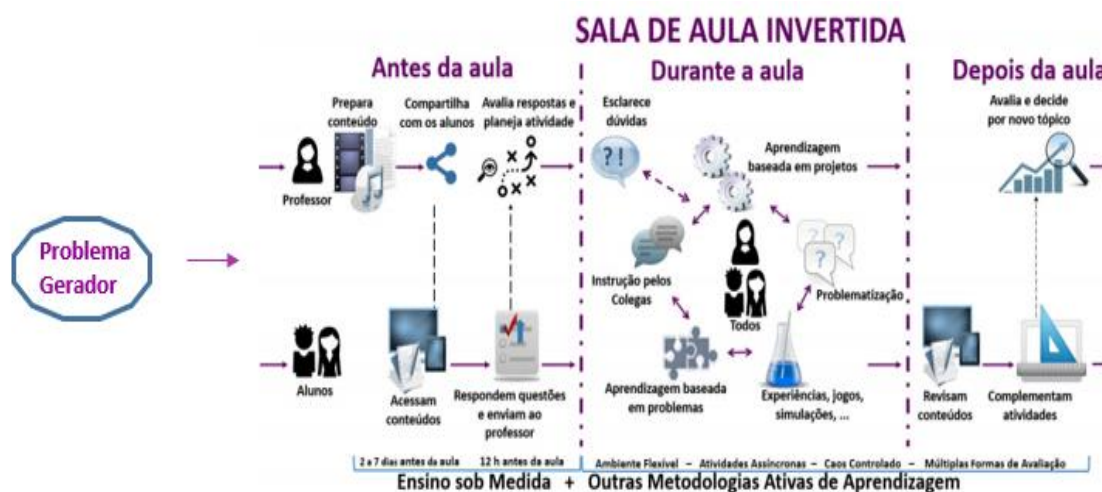 SALA DE AULA INVERTIDA
Problema
Gerador
Antes da aula
Prepara
conteúdo
Compartilha
com os alunos
Avalia respostas e
planeja atividade
Professor
Alunos
Acessam
conteúdos
Respondem questões
e enviam ao
professor
2 a 7 dias antes da aula
12 h antes da aula
Durante a aula
Esclarece
dúvidas
?!
Aprendizagem
baseada em projetos
Instrução pelos
Colegas
?
?
?
Problematização
Todos
Aprendizagem baseada
em problemas
Experiências, jogos,
simulações, ...
Ambiente Flexível – Atividades Assíncronas – Caos Controlado – Múltiplas Formas de Avaliação
Depois da aula
Avalia e decide
por novo tópico
Revisam
conteúdos
Complementam
atividades
Ensino sob Medida + Outras Metodologias Ativas de Aprendizagem